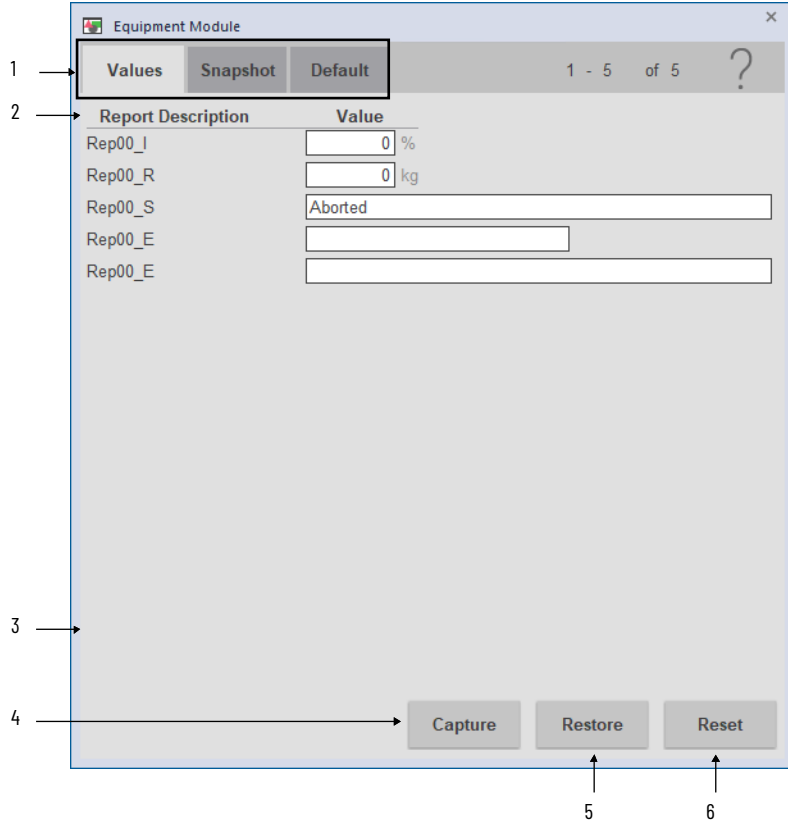 Equipment Module ×
1 Values Snapshot Default 1 - 5 of 5 ?
2 Report Description Value
Rep00_I 0 %
Rep00_R 0 kg
Rep00_S Aborted
Rep00_E
Rep00_E
3
4 Capture Restore Reset
5 6